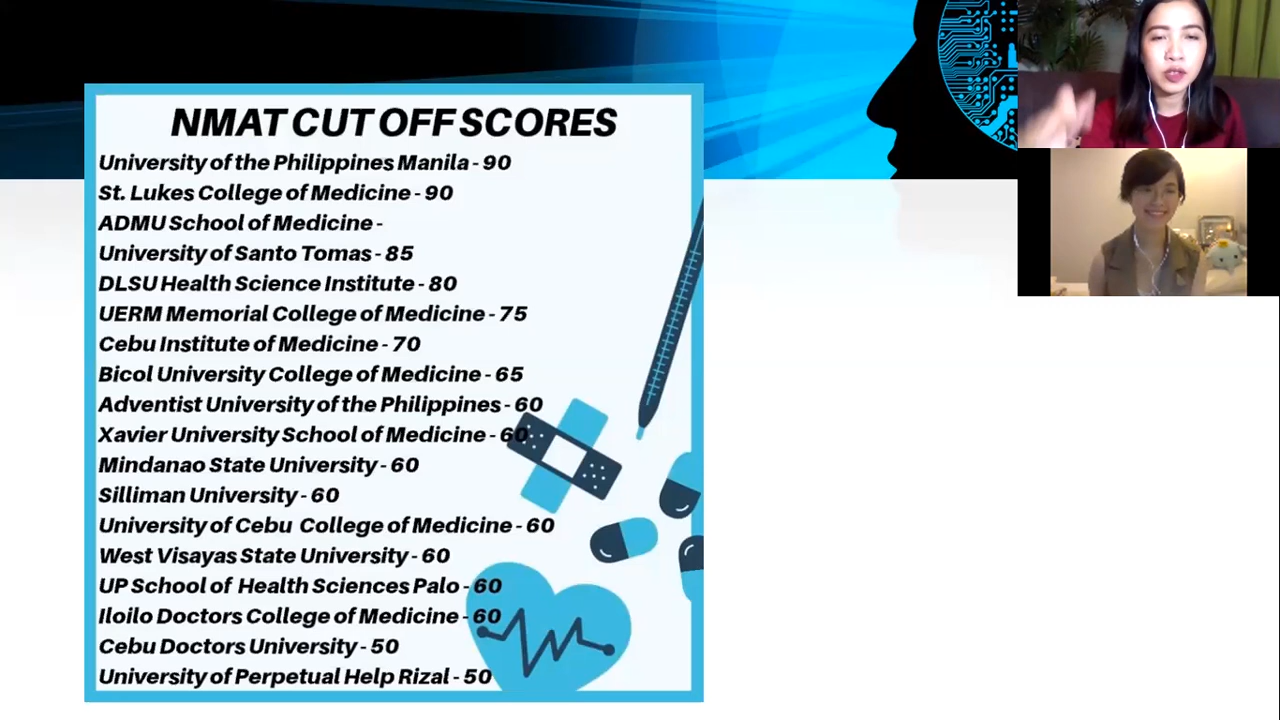 NMAT CUT OFF SCORES
University of the Philippines Manila - 90
St. Lukes College of Medicine - 90
ADMU School of Medicine -
University of Santo Tomas - 85
DLSU Health Science Institute - 80
UERM Memorial College of Medicine - 75
Cebu Institute of Medicine - 70
Bicol University College of Medicine - 65
Adventist University of the Philippines - 60
Xavier University School of Medicine - 60
Mindanao State University - 60
Silliman University - 60
University of Cebu College of Medicine - 60
West Visayas State University - 60
UP School of Health Sciences Palo - 60
Iloilo Doctors College of Medicine - 60
Cebu Doctors University - 50
University of Perpetual Help Rizal - 50